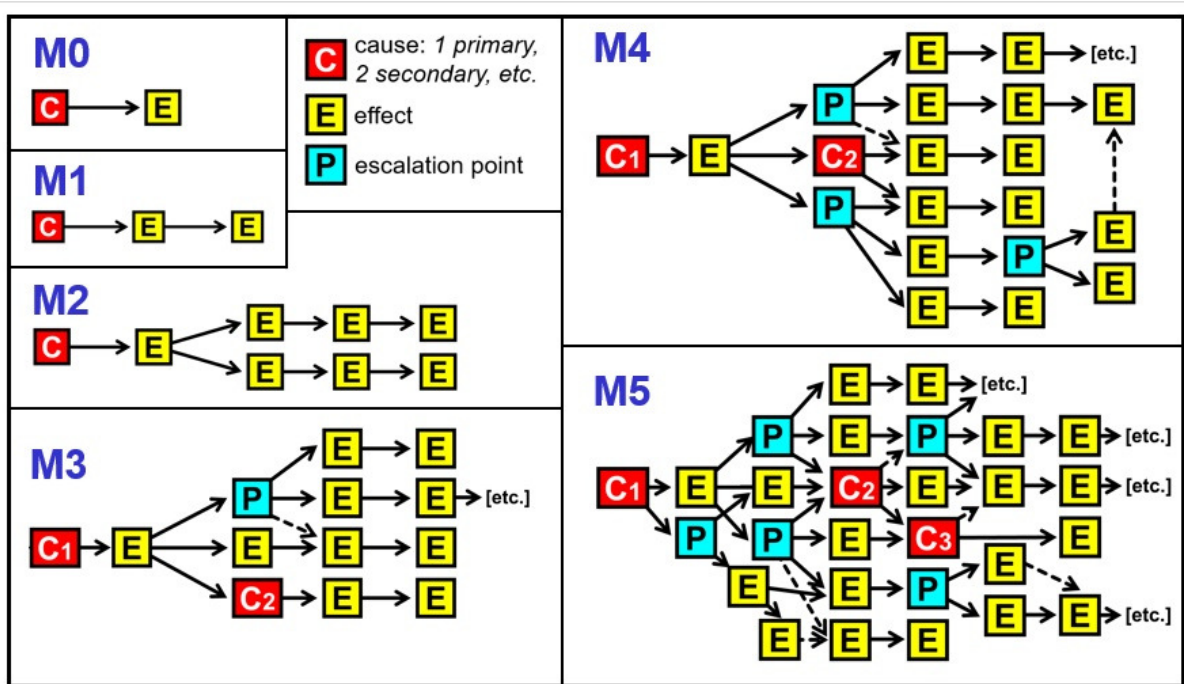 M0
C E
M1
C E E
M2
E E E
C E
E E E
M3
E E
P E E [etc.]
C1 E E E E
C2 E E
C cause: 1 primary,
2 secondary, etc.
E effect
P escalation point
M4
E E [etc.]
P E E E
C1 E C2 E E
P E E
E P E
E
E E
M5
E E [etc.]
P E P E E [etc.]
C1 E E C2 E E E [etc.]
P P E C3 E
E E P E
E E [etc.]
E E E